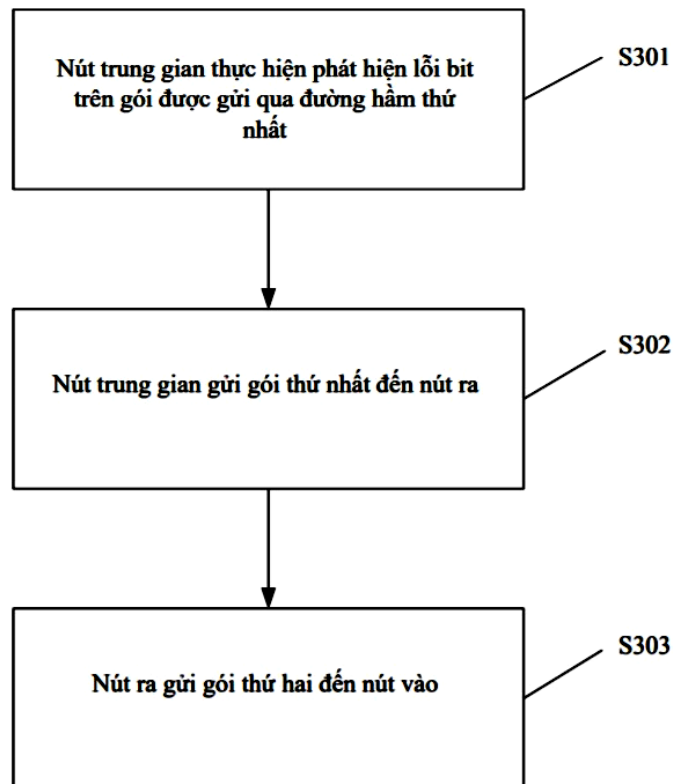 Nút trung gian thực hiện phát hiện lỗi bit
trên gói được gửi qua đường hầm thứ
nhất
S301
Nút trung gian gửi gói thứ nhất đến nút ra
S302
Nút ra gửi gói thứ hai đến nút vào
S303